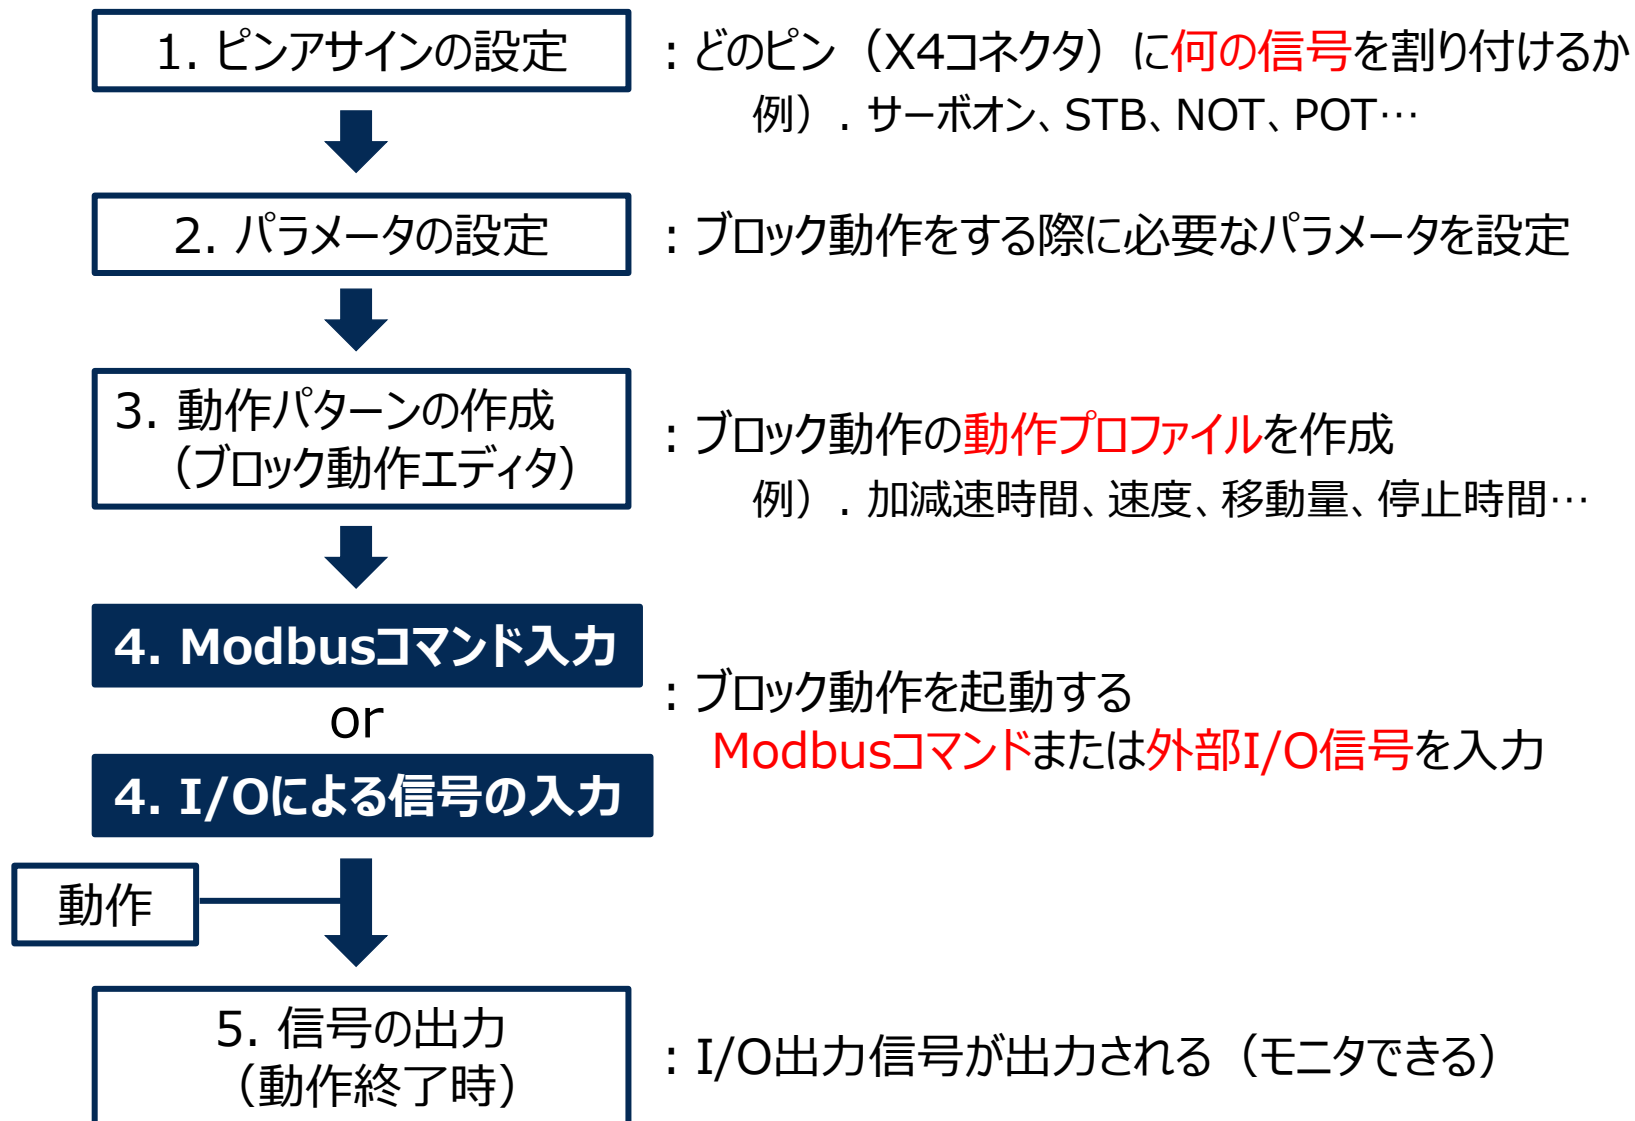 1. ピンアサインの設定
：どのピン（X4コネクタ）に何の信号を割り付けるか
例）. サーボオン、STB、NOT、POT…
2. パラメータの設定
：ブロック動作をする際に必要なパラメータを設定
3. 動作パターンの作成
（ブロック動作エディタ）
：ブロック動作の動作プロファイルを作成
例）. 加減速時間、速度、移動量、停止時間…
4. Modbusコマンド入力
or
4. I/Oによる信号の入力
：ブロック動作を起動する
Modbusコマンドまたは外部I/O信号を入力
動作
5. 信号の出力
（動作終了時）
：I/O出力信号が出力される（モニタできる）